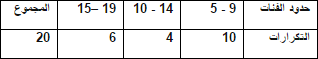 حدود الفئات 5 - 9 10 - 14 15– 19 المجموع
التكرارات 10 4 6 20